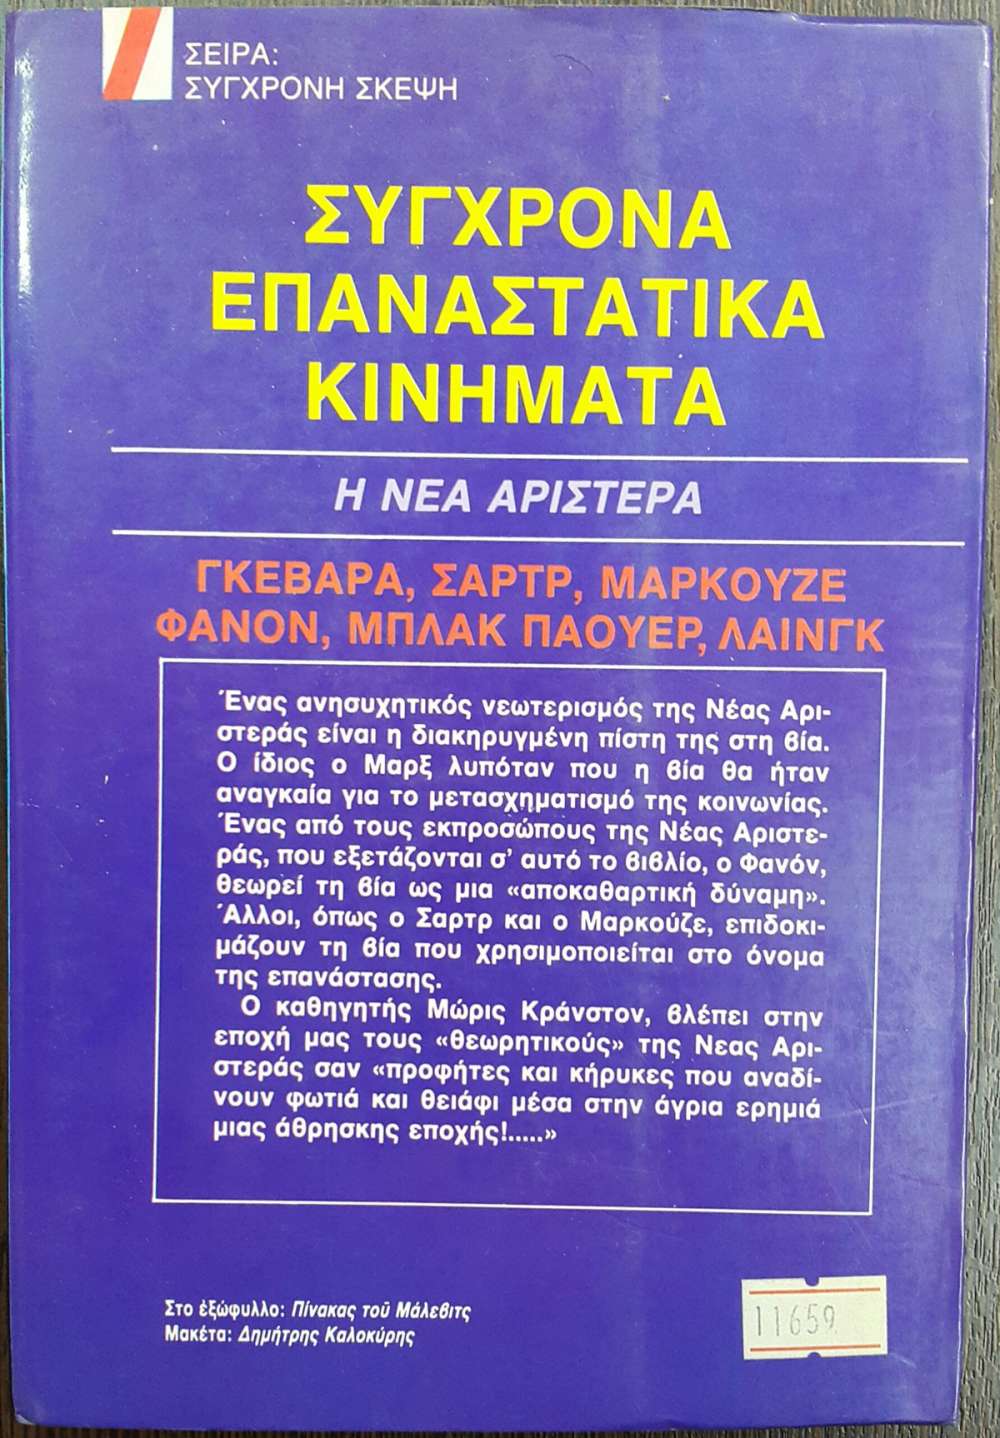 ΣΕΙΡΑ:
ΣΥΓΧΡΟΝΗ ΣΚΕΨΗ
ΣΥΓΧΡΟΝΑ
ΕΠΑΝΑΣΤΑΤΙΚΑ
ΚΙΝΗΜΑΤΑ
Η ΝΕΑ ΑΡΙΣΤΕΡΑ
ΓΚΕΒΑΡΑ, ΣΑΡΤΡ, ΜΑΡΚΟΥΖΕ
ΦΑΝΟΝ, ΜΠΛΑΚ ΠΑΟΥΕΡ, ΛΑΙΝΓΚ
Ένας ανησυχητικός νεωτερισμός της Νέας Αρι-
στεράς είναι η διακηρυγμένη πίστη της στη βία.
Ο ίδιος ο Μαρξ λυπόταν που η βία θα ήταν
αναγκαία για το μετασχηματισμό της κοινωνίας.
Ένας από τους εκπροσώπους της Νέας Αριστε-
ράς, που εξετάζονται σ' αυτό το βιβλίο, ο Φανόν,
θεωρεί τη βία ως μια «αποκαθαρτική δύναμη».
Άλλοι, όπως ο Σαρτρ και ο Μαρκούζε, επιδοκι-
μάζουν τη βία που χρησιμοποιείται στο όνομα
της επανάστασης.
Ο καθηγητής Μώρις Κράνστον, βλέπει στην
εποχή μας τους «θεωρητικούς» της Νεας Αρι-
στεράς σαν «προφήτες και κήρυκες που αναδί-
νουν φωτιά και θειάφι μέσα στην άγρια ερημιά
μιας άθρησκης εποχής!.....»
Στο ἐξώφυλλο: Πίνακας τοῦ Μάλεβιτς
Μακέτα: Δημήτρης Καλοκύρης
11659